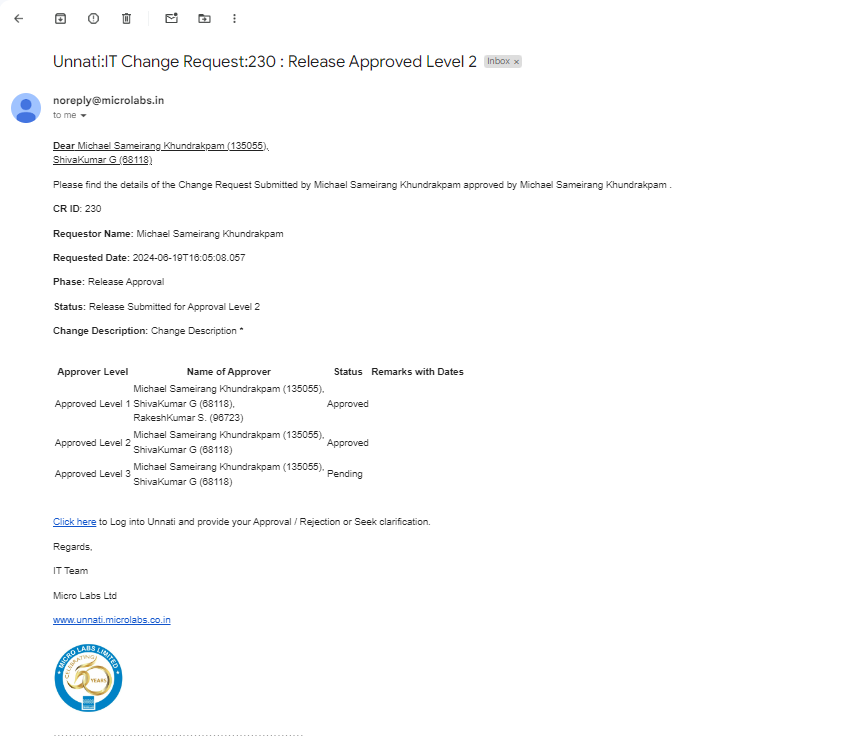 Unnati:IT Change Request:230 : Release Approved Level 2 Inbox ×
noreply@microlabs.in
to me
Dear Michael Sameirang Khundrakpam (135055),
ShivaKumar G (68118)
Please find the details of the Change Request Submitted by Michael Sameirang Khundrakpam approved by Michael Sameirang Khundrakpam .
CR ID: 230
Requestor Name: Michael Sameirang Khundrakpam
Requested Date: 2024-06-19T16:05:08.057
Phase: Release Approval
Status: Release Submitted for Approval Level 2
Change Description: Change Description *
Approver Level Name of Approver Status Remarks with Dates
Michael Sameirang Khundrakpam (135055),
Approved Level 1 ShivaKumar G (68118), Approved
RakeshKumar S. (96723)
Michael Sameirang Khundrakpam (135055),
Approved Level 2 Approved
ShivaKumar G (68118)
Michael Sameirang Khundrakpam (135055),
Approved Level 3 Pending
ShivaKumar G (68118)
Click here to Log into Unnati and provide your Approval / Rejection or Seek clarification.
Regards,
IT Team
Micro Labs Ltd
www.unnati.microlabs.co.in
MICRO LABS LIMITED
CELEBRATING
50 YEARS